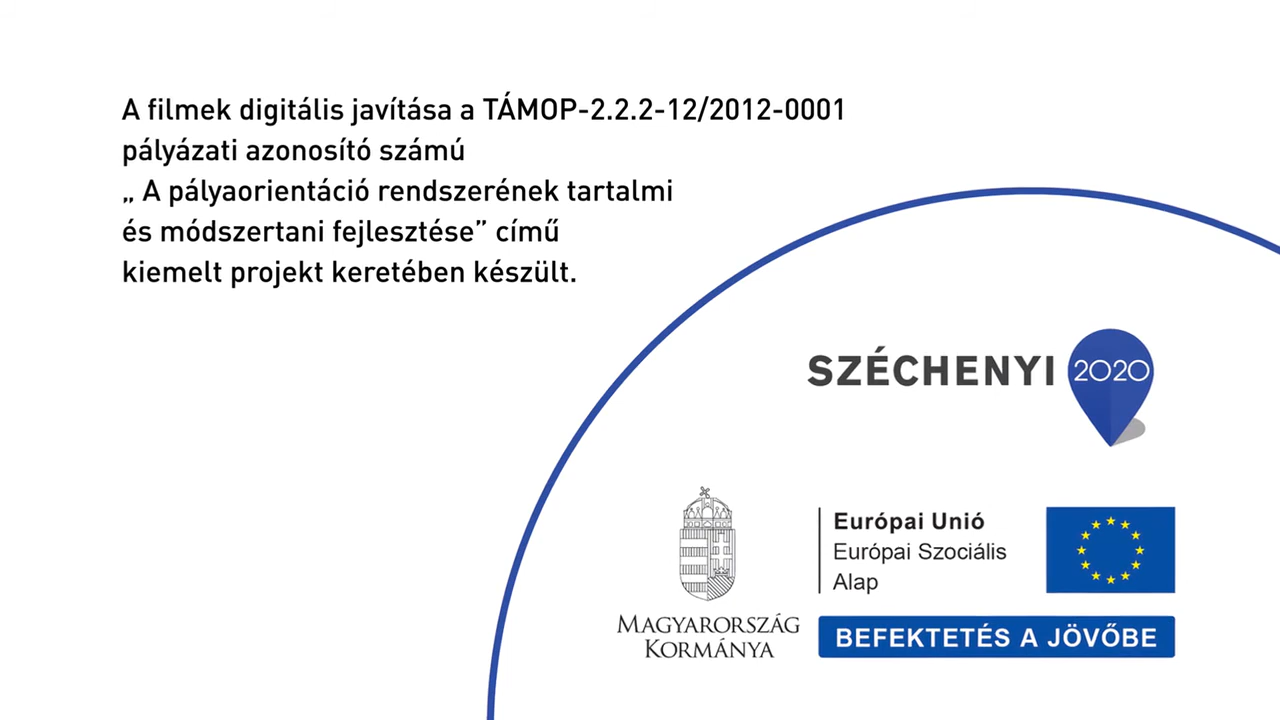 A filmek digitális javítása a TÁMOP-2.2.2-12/2012-0001
pályázati azonosító számú
„ A pályaorientáció rendszerének tartalmi
és módszertani fejlesztése” című
kiemelt projekt keretében készült.
SZÉCHENYI 2020
Európai Unió
Európai Szociális
Alap
MAGYARORSZÁG
KORMÁNYA
BEFEKTETÉS A JÖVŐBE